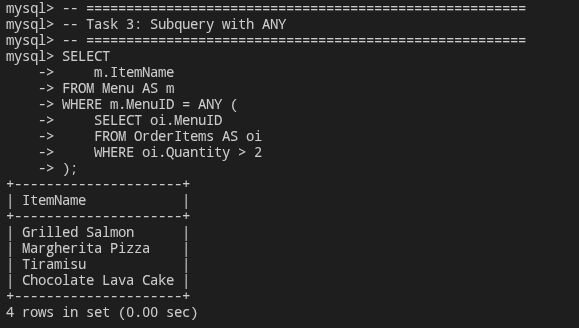 mysql> -- =======================================================
mysql> -- Task 3: Subquery with ANY
mysql> -- =======================================================
mysql> SELECT
    ->     m.ItemName
    -> FROM Menu AS m
    -> WHERE m.MenuID = ANY (
    ->     SELECT oi.MenuID
    ->     FROM OrderItems AS oi
    ->     WHERE oi.Quantity > 2
    -> );
+---------------------+
| ItemName            |
+---------------------+
| Grilled Salmon      |
| Margherita Pizza    |
| Tiramisu            |
| Chocolate Lava Cake |
+---------------------+
4 rows in set (0.00 sec)